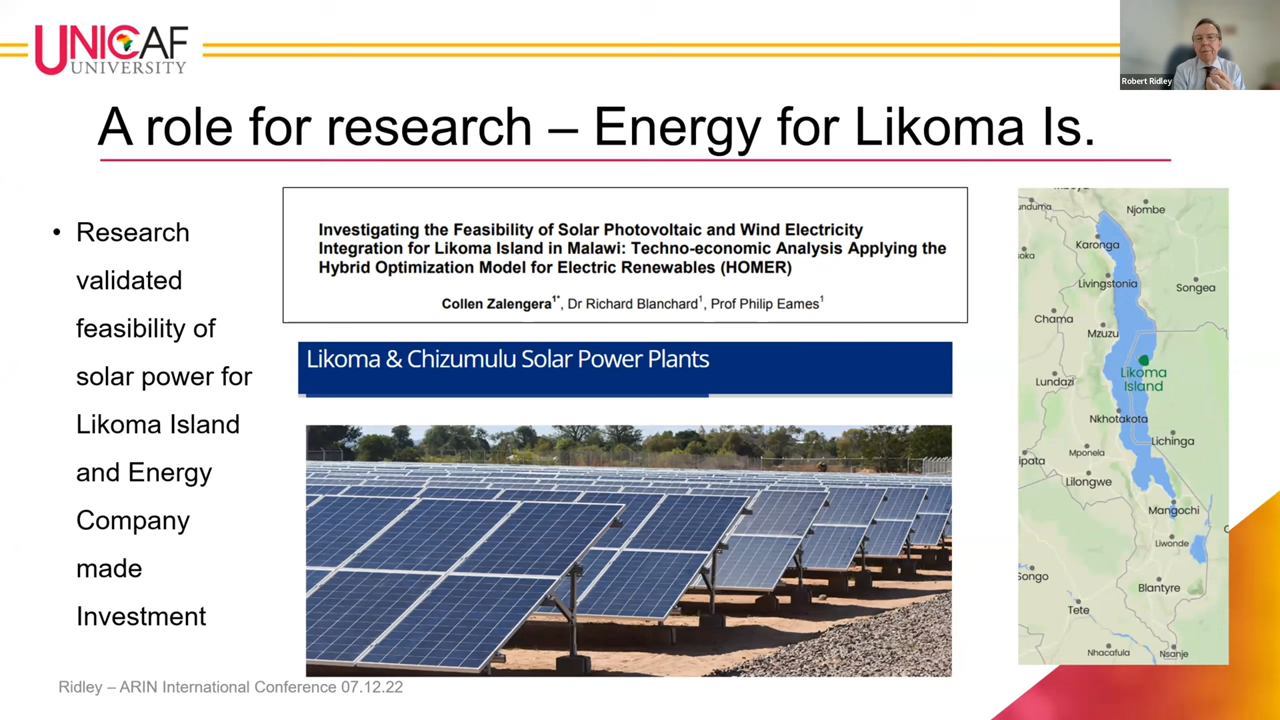 UNICAF
UNIVERSITY
Robert Ridley
A role for research – Energy for Likoma Is.
• Research
validated
feasibility of
solar power for
Likoma Island
and Energy
Company
made
Investment
Investigating the Feasibility of Solar Photovoltaic and Wind Electricity
Integration for Likoma Island in Malawi: Techno-economic Analysis Applying the
Hybrid Optimization Model for Electric Renewables (HOMER)
Collen Zalengera1*, Dr Richard Blanchard1, Prof Philip Eames1
Likoma & Chizumulu Solar Power Plants
unduma
Njombe
Karonga
oka
Livingstonia
Songea
Chama
Mzuzu
Likoma
Island
Lundazi
Nkhotakota
Lichinga
Mponela
ipata
Lilongwe
Mangochi
Liwonde
Songo
Blantyre
Tete
Nhacafula
Nsanje
Ridley – ARIN International Conference 07.12.22